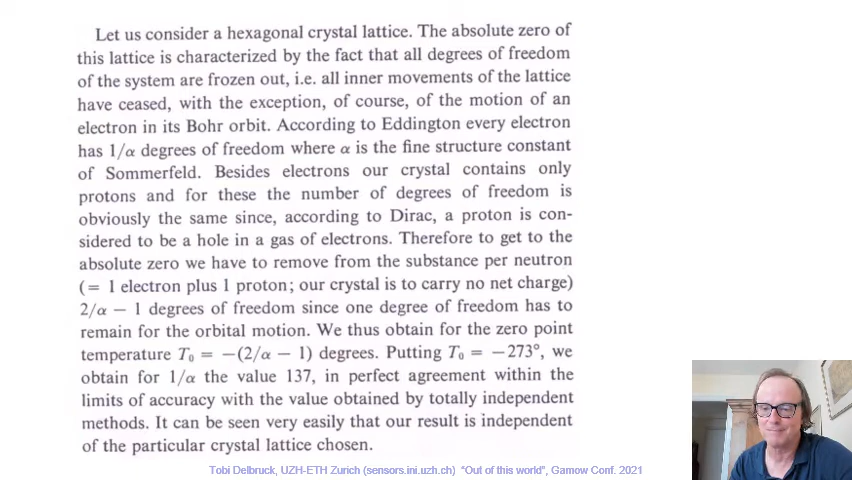 Let us consider a hexagonal crystal lattice. The absolute zero of
this lattice is characterized by the fact that all degrees of freedom
of the system are frozen out, i.e. all inner movements of the lattice
have ceased, with the exception, of course, of the motion of an
electron in its Bohr orbit. According to Eddington every electron
has 1/α degrees of freedom where α is the fine structure constant
of Sommerfeld. Besides electrons our crystal contains only
protons and for these the number of degrees of freedom is
obviously the same since, according to Dirac, a proton is con-
sidered to be a hole in a gas of electrons. Therefore to get to the
absolute zero we have to remove from the substance per neutron
(= 1 electron plus 1 proton; our crystal is to carry no net charge)
2/α − 1 degrees of freedom since one degree of freedom has to
remain for the orbital motion. We thus obtain for the zero point
temperature T₀ = −(2/α − 1) degrees. Putting T₀ = −273°, we
obtain for 1/α the value 137, in perfect agreement within the
limits of accuracy with the value obtained by totally independent
methods. It can be seen very easily that our result is independent
of the particular crystal lattice chosen.
Tobi Delbruck, UZH-ETH Zurich (sensors.ini.uzh.ch) "Out of this world", Gamow Conf. 2021